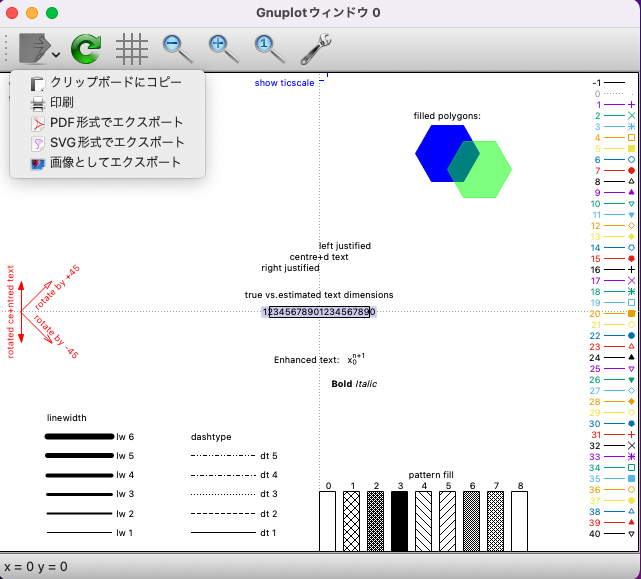 Gnuplotウィンドウ 0
クリップボードにコピー
印刷
PDF 形式でエクスポート
SVG形式でエクスポート
画像としてエクスポート
show ticscale
filled polygons:
left justified
centre+d text
right justified
true vs.estimated text dimensions
12345678901234567890
rotated ce+ntred text
rotate by +45
rotate by -45
Enhanced text: x0n+1
Bold Italic
linewidth
lw 6
lw 5
lw 4
lw 3
lw 2
lw 1
dashtype
dt 5
dt 4
dt 3
dt 2
dt 1
pattern fill
0 1 2 3 4 5 6 7 8
-1
0
1
2
3
4
5
6
7
8
9
10
11
12
13
14
15
16
17
18
19
20
21
22
23
24
25
26
27
28
29
30
31
32
33
34
35
36
37
38
39
40
x = 0 y = 0